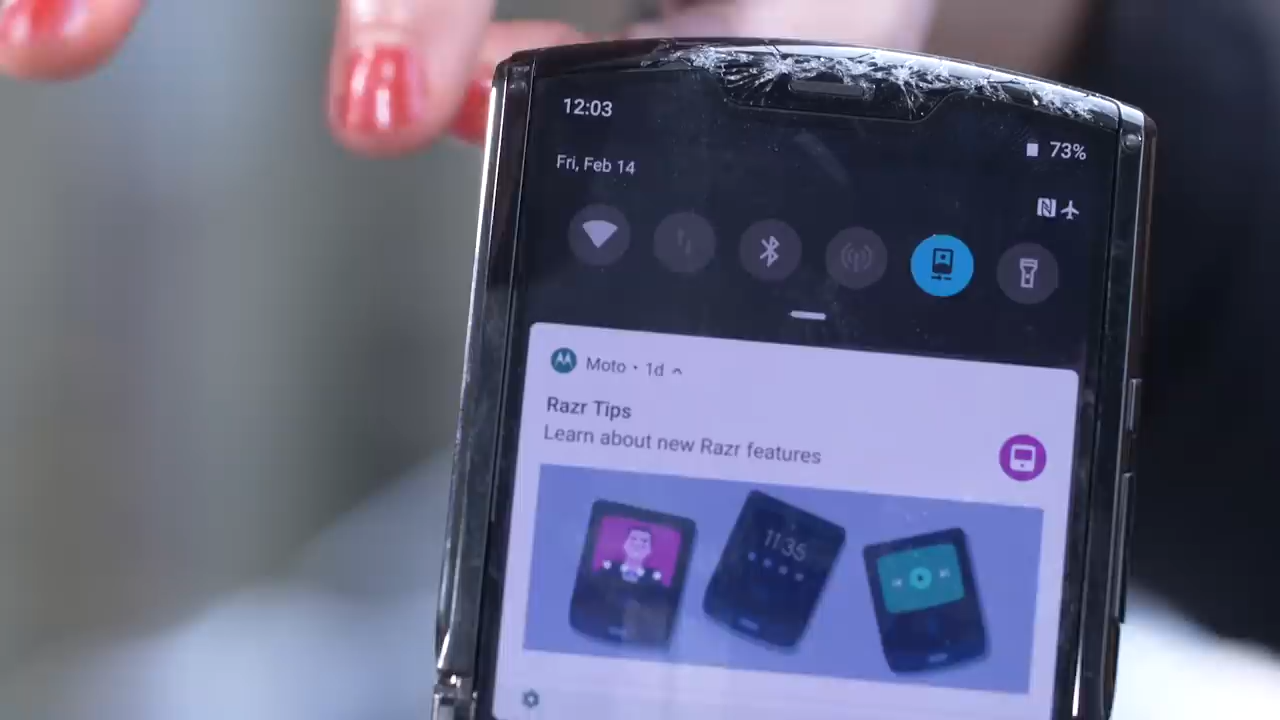 12:03
73%
Fri, Feb 14
Moto • 1d
Razr Tips
Learn about new Razr features
11:35